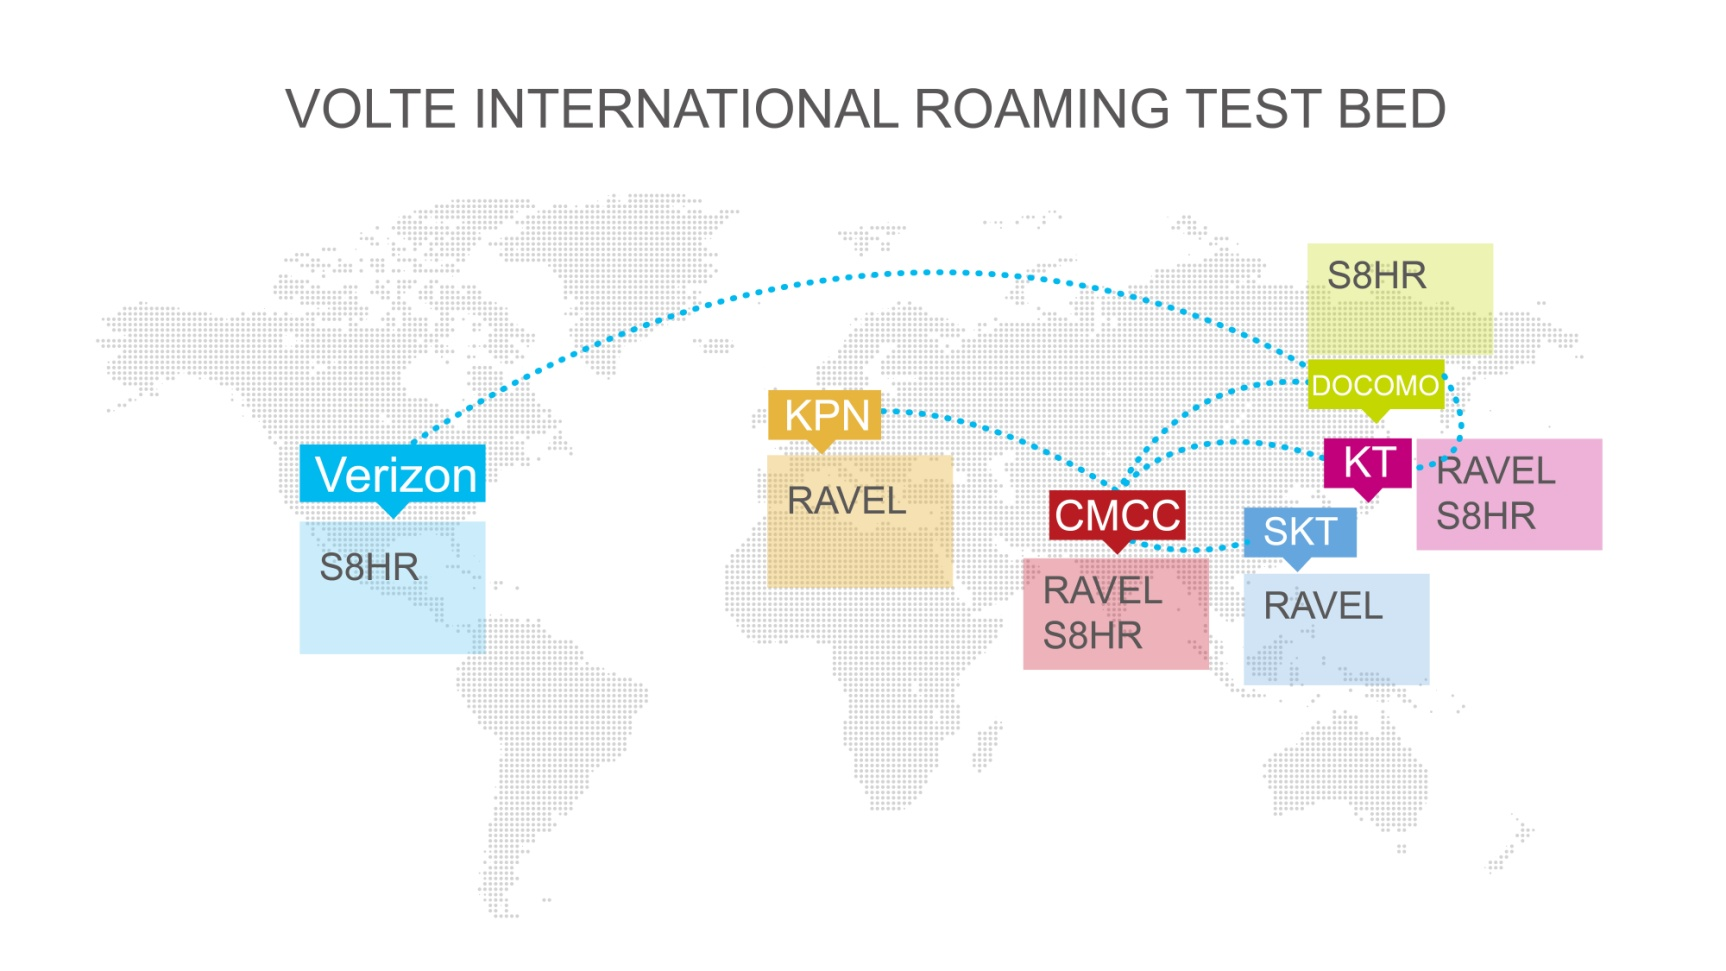 VOLTE INTERNATIONAL ROAMING TEST BED
S8HR
DOCOMO
KPN
KT
RAVEL
S8HR
Verizon
RAVEL
CMCC
SKT
S8HR
RAVEL
S8HR
RAVEL